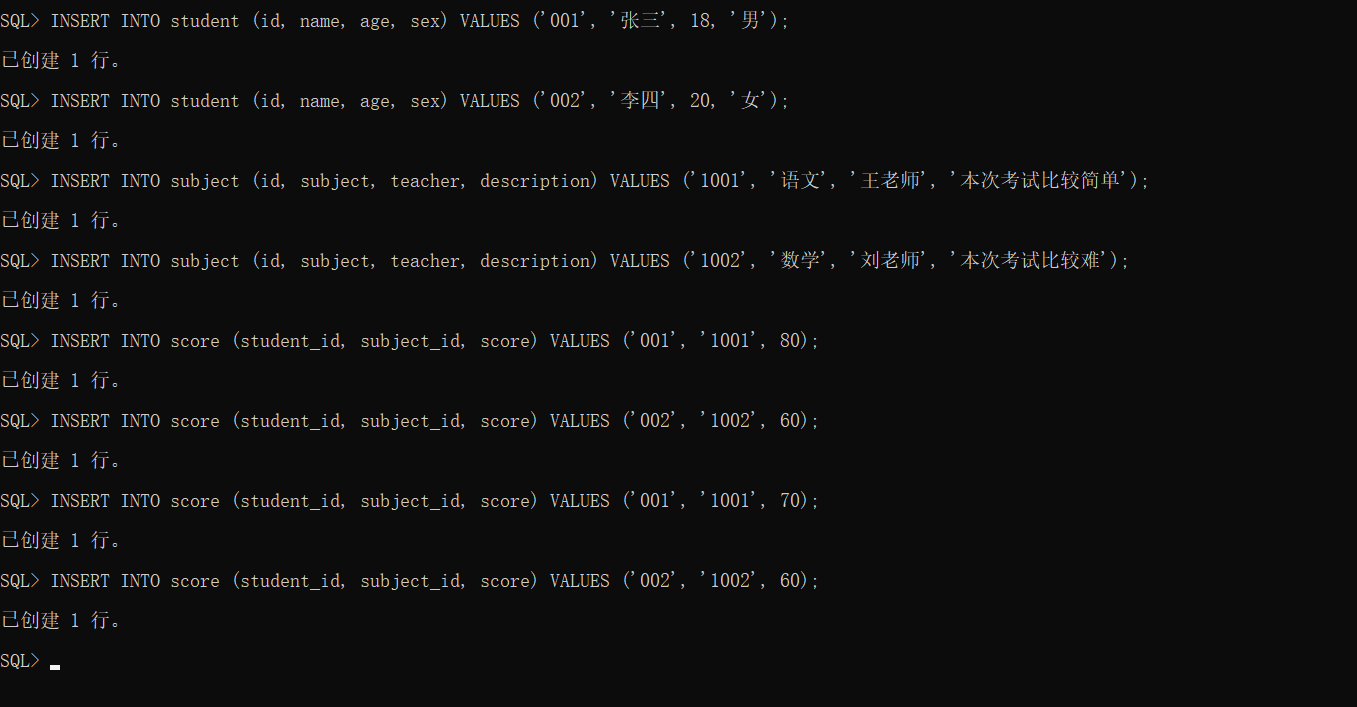 SQL> INSERT INTO student (id, name, age, sex) VALUES ('001', '张三', 18, '男');
已创建 1 行。
SQL> INSERT INTO student (id, name, age, sex) VALUES ('002', '李四', 20, '女');
已创建 1 行。
SQL> INSERT INTO subject (id, subject, teacher, description) VALUES ('1001', '语文', '王老师', '本次考试比较简单');
已创建 1 行。
SQL> INSERT INTO subject (id, subject, teacher, description) VALUES ('1002', '数学', '刘老师', '本次考试比较难');
已创建 1 行。
SQL> INSERT INTO score (student_id, subject_id, score) VALUES ('001', '1001', 80);
已创建 1 行。
SQL> INSERT INTO score (student_id, subject_id, score) VALUES ('002', '1002', 60);
已创建 1 行。
SQL> INSERT INTO score (student_id, subject_id, score) VALUES ('001', '1001', 70);
已创建 1 行。
SQL> INSERT INTO score (student_id, subject_id, score) VALUES ('002', '1002', 60);
已创建 1 行。
SQL>